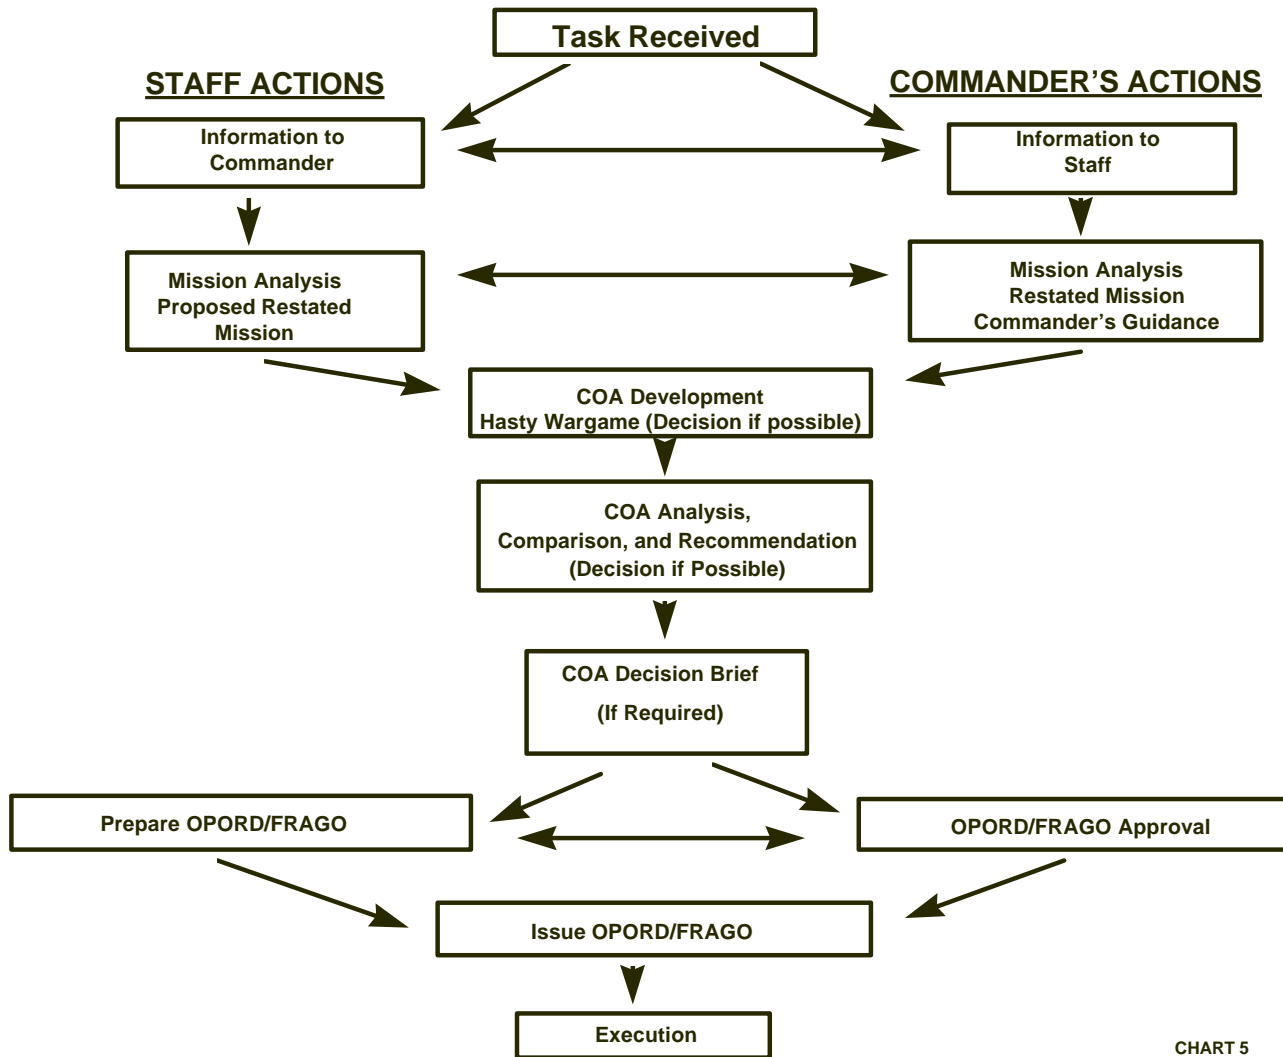 Task Received
STAFF ACTIONS
COMMANDER’S ACTIONS
Information to
Commander
Information to
Staff
Mission Analysis
Proposed Restated
Mission
Mission Analysis
Restated Mission
Commander’s Guidance
COA Development
Hasty Wargame (Decision if possible)
COA Analysis,
Comparison, and Recommendation
(Decision if Possible)
COA Decision Brief
(If Required)
Prepare OPORD/FRAGO
OPORD/FRAGO Approval
Issue OPORD/FRAGO
Execution
CHART 5